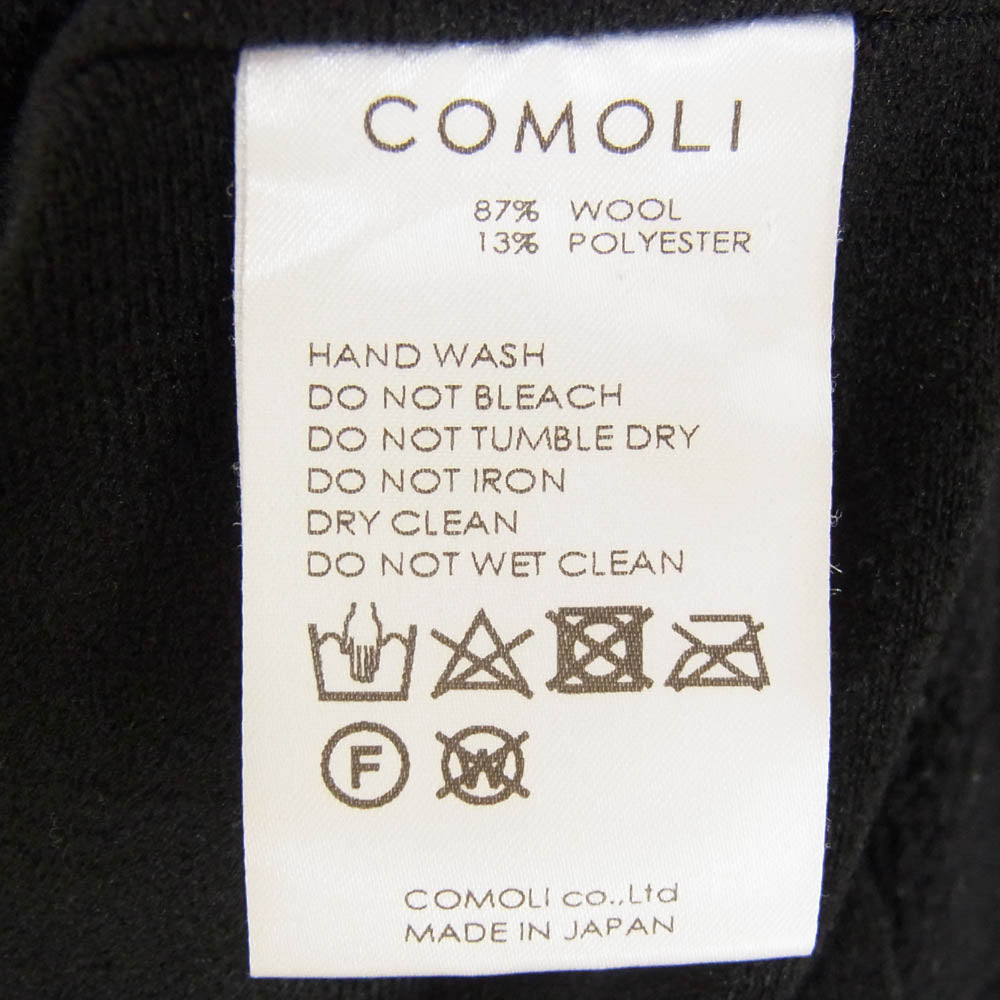 COMOLI
87% WOOL
13% POLYESTER
HAND WASH
DO NOT BLEACH
DO NOT TUMBLE DRY
DO NOT IRON
DRY CLEAN
DO NOT WET CLEAN
F W
COMOLI co.,Ltd
MADE IN JAPAN